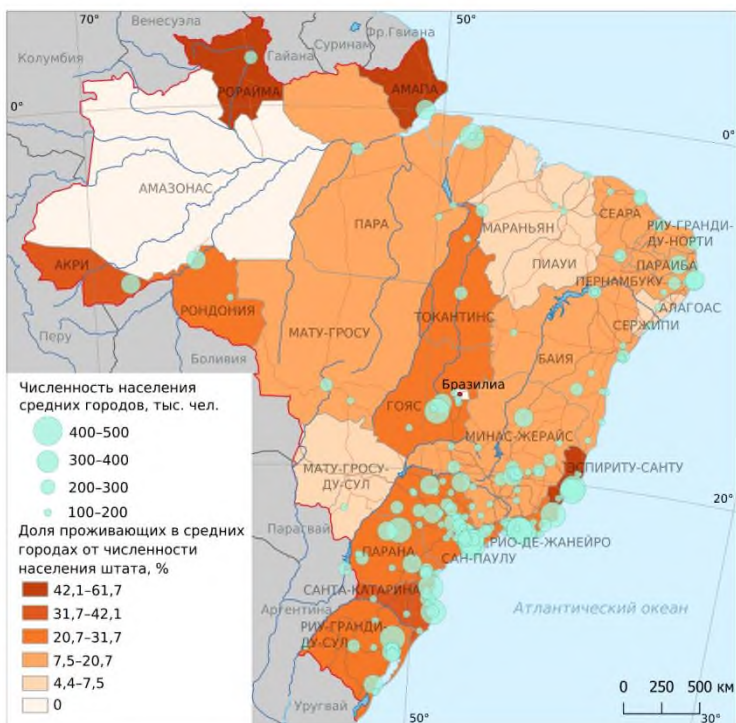 70°
50°
Венесуэла
Колумбия
Гайана
Суринам
Фр.Гвиана
РОРАЙМА
АМАПА
0°
0°
АМАЗОНАС
ПАРА
МАРАНЬЯН
СЕАРА
РИУ-ГРАНДИ-
ДУ-НОРТИ
АКРИ
ПИАУИ
ПАРАИБА
ПЕРНАМБУКУ
РОНДОНИЯ
МАТУ-ГРОСУ
ТОКАНТИНС
АЛАГОАС
СЕРЖИПИ
Перу
Боливия
БАИЯ
Бразилиа
ГОЯС
МИНАС-ЖЕРАЙС
МАТУ-ГРОСУ-
ДУ-СУЛ
ЭСПИРИТУ-САНТУ
20°
Парагвай
ПАРАНА
РИО-ДЕ-ЖАНЕЙРО
САН-ПАУЛУ
САНТА-КАТАРИНА
Аргентина
РИУ-ГРАНДИ-
ДУ-СУЛ
Атлантический океан
Уругвай
50°
30°
0 250 500 км
Численность населения
средних городов, тыс. чел.
400–500
300–400
200–300
100–200
Доля проживающих в средних
городах от численности
населения штата, %
42,1–61,7
31,7–42,1
20,7–31,7
7,5–20,7
4,4–7,5
0